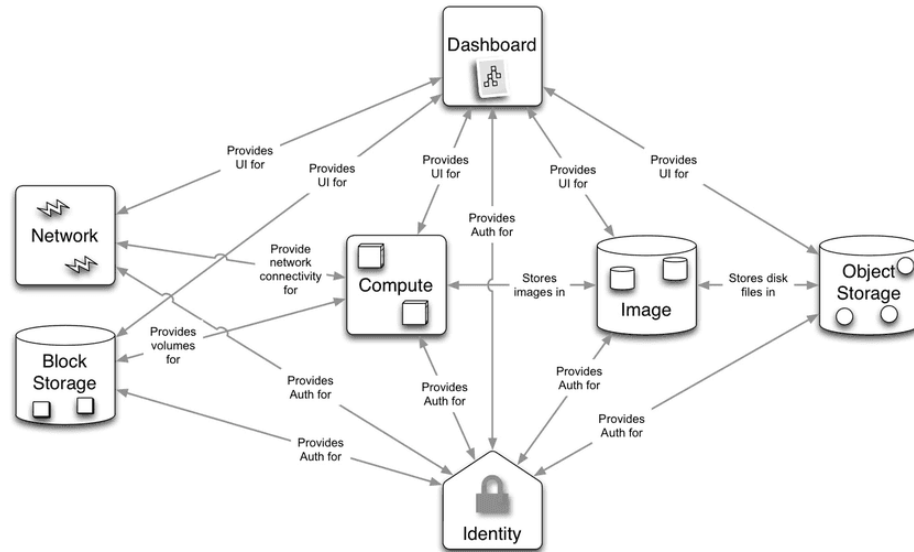 Dashboard
Provides
UI for
Provides
UI for
Provides
UI for
Provides
UI for
Provides
UI for
Provides
Auth for
Network
Provide
network
connectivity
for
Compute
Stores
images in
Image
Stores disk
files in
Object
Storage
Block
Storage
Provides
volumes
for
Provides
Auth for
Provides
Auth for
Provides
Auth for
Provides
Auth for
Provides
Auth for
Identity